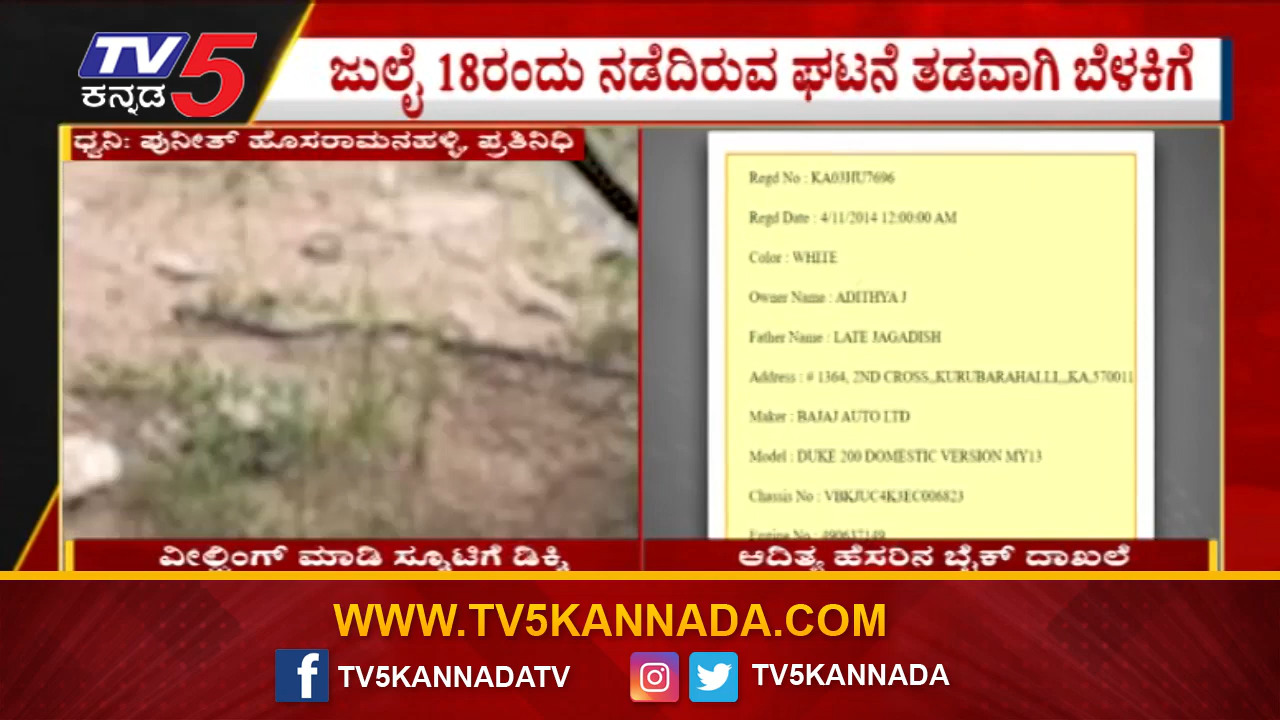 TV5
ಕನ್ನಡ
ಜುಲೈ 18ರಂದು ನಡೆದಿರುವ ಘಟನೆ ತಡವಾಗಿ ಬೆಳಕಿಗೆ
ಧ್ವನಿ: ಪುನೀತ್ ಹೊಸರಾಮನಹಳ್ಳಿ, ಪ್ರತಿನಿಧಿ
Regd No : KA03HU7696
Regd Date : 4/11/2014 12:00:00 AM
Color : WHITE
Owner Name : ADITHYA J
Father Name : LATE JAGADISH
Address : # 1364, 2ND CROSS,,KURUBARAHALLI,,,KA,570011
Maker : BAJAJ AUTO LTD
Model : DUKE 200 DOMESTIC VERSION MY13
Chassis No : VBKJUC4K3EC006823
Engine No : 490637149
ವೀಲ್ಹಿಂಗ್ ಮಾಡಿ ಸ್ಕೂಟಿಗೆ ಡಿಕ್ಕಿ
ಆದಿತ್ಯ ಹೆಸರಿನ ಬೈಕ್ ದಾಖಲೆ
WWW.TV5KANNADA.COM
TV5KANNADATV
TV5KANNADA